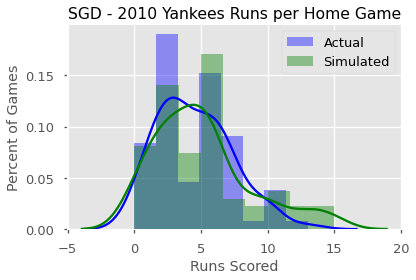 SGD - 2010 Yankees Runs per Home Game
Actual
Simulated
Percent of Games
0.15
0.10
0.05
0.00
−5
0
5
10
15
20
Runs Scored